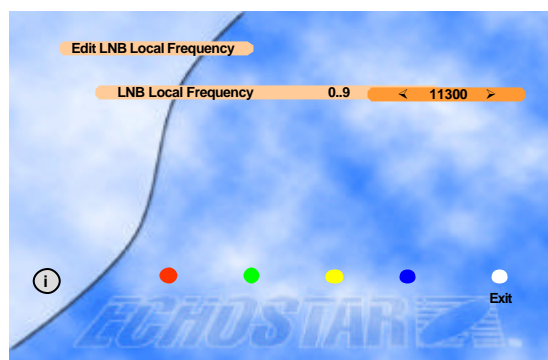 Edit LNB Local Frequency
LNB Local Frequency 0..9 11300
i
Exit
ECHOSTAR